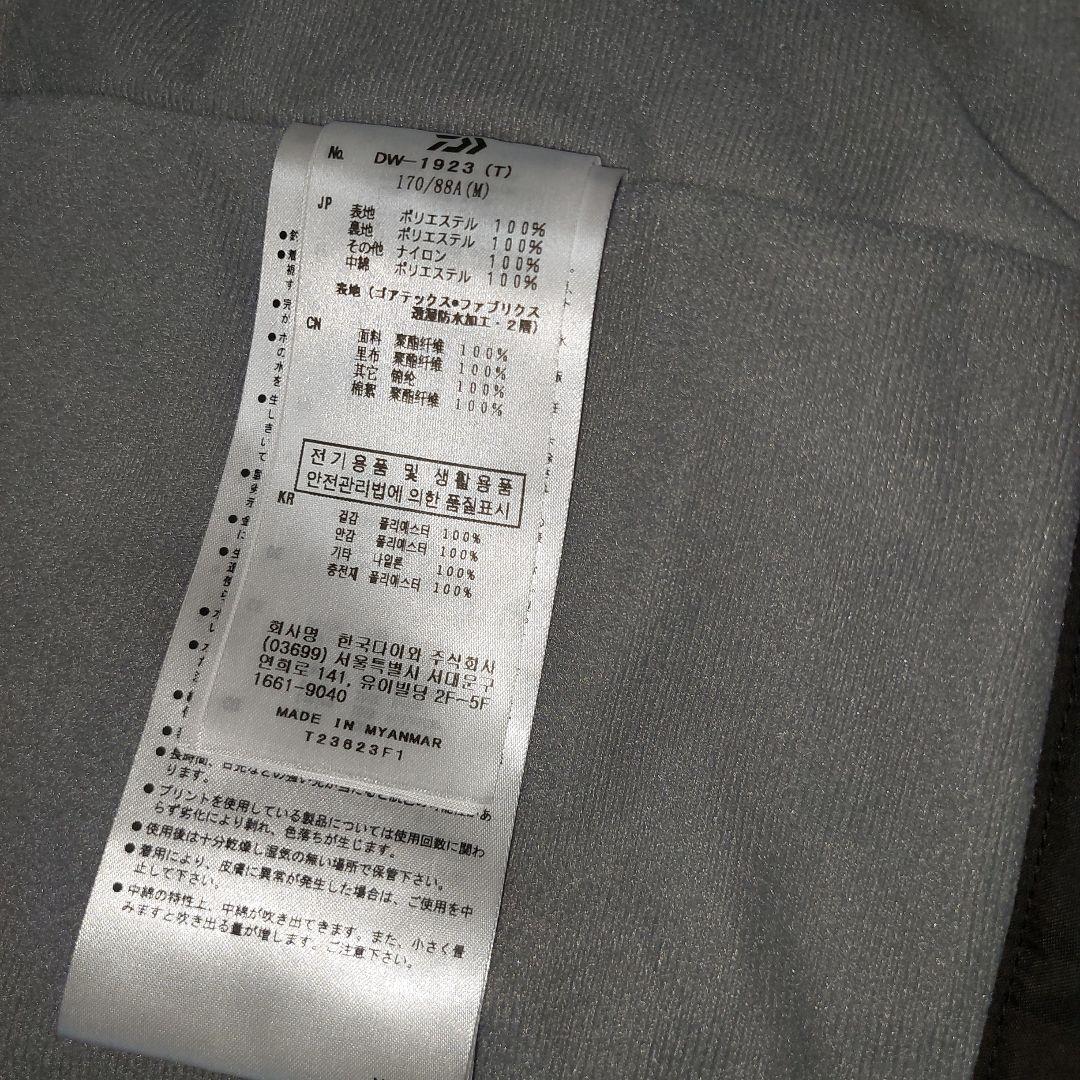 No. DW-1923 (T)
170/88A(M)
JP 表地 ポリエステル 100%
裏地 ポリエステル 100%
その他 ナイロン 100%
中綿 ポリエステル 100%
表地(ゴアテックス●ファブリクス
透湿防水加工・2層)
CN 面料 聚酯纤维 100%
里布 聚酯纤维 100%
其它 锦纶 100%
棉絮 聚酯纤维 100%
전기용품 및 생활용품
안전관리법에 의한 품질표시
KR
겉감 폴리에스터 100%
안감 폴리에스터 100%
기타 나일론 100%
충전재 폴리에스터 100%
회사명 한국다이와 주식회사
(03699) 서울특별시 서대문구
연희로 141, 유이빌딩 2F~5F
1661-9040
MADE IN MYANMAR
T23623F1
ります。
●プリントを使用している製品については使用回数に関わ
らず劣化により剥れ、色落ちが生じます。
●使用後は十分乾燥し湿気の無い場所で保管下さい。
●着用により、皮膚に異常が発生した場合は、ご使用を中
止して下さい。
●中綿の特性上、中綿が吹き出てきます。また、小さく畳
みますと吹き出る量が増します。ご注意下さい。